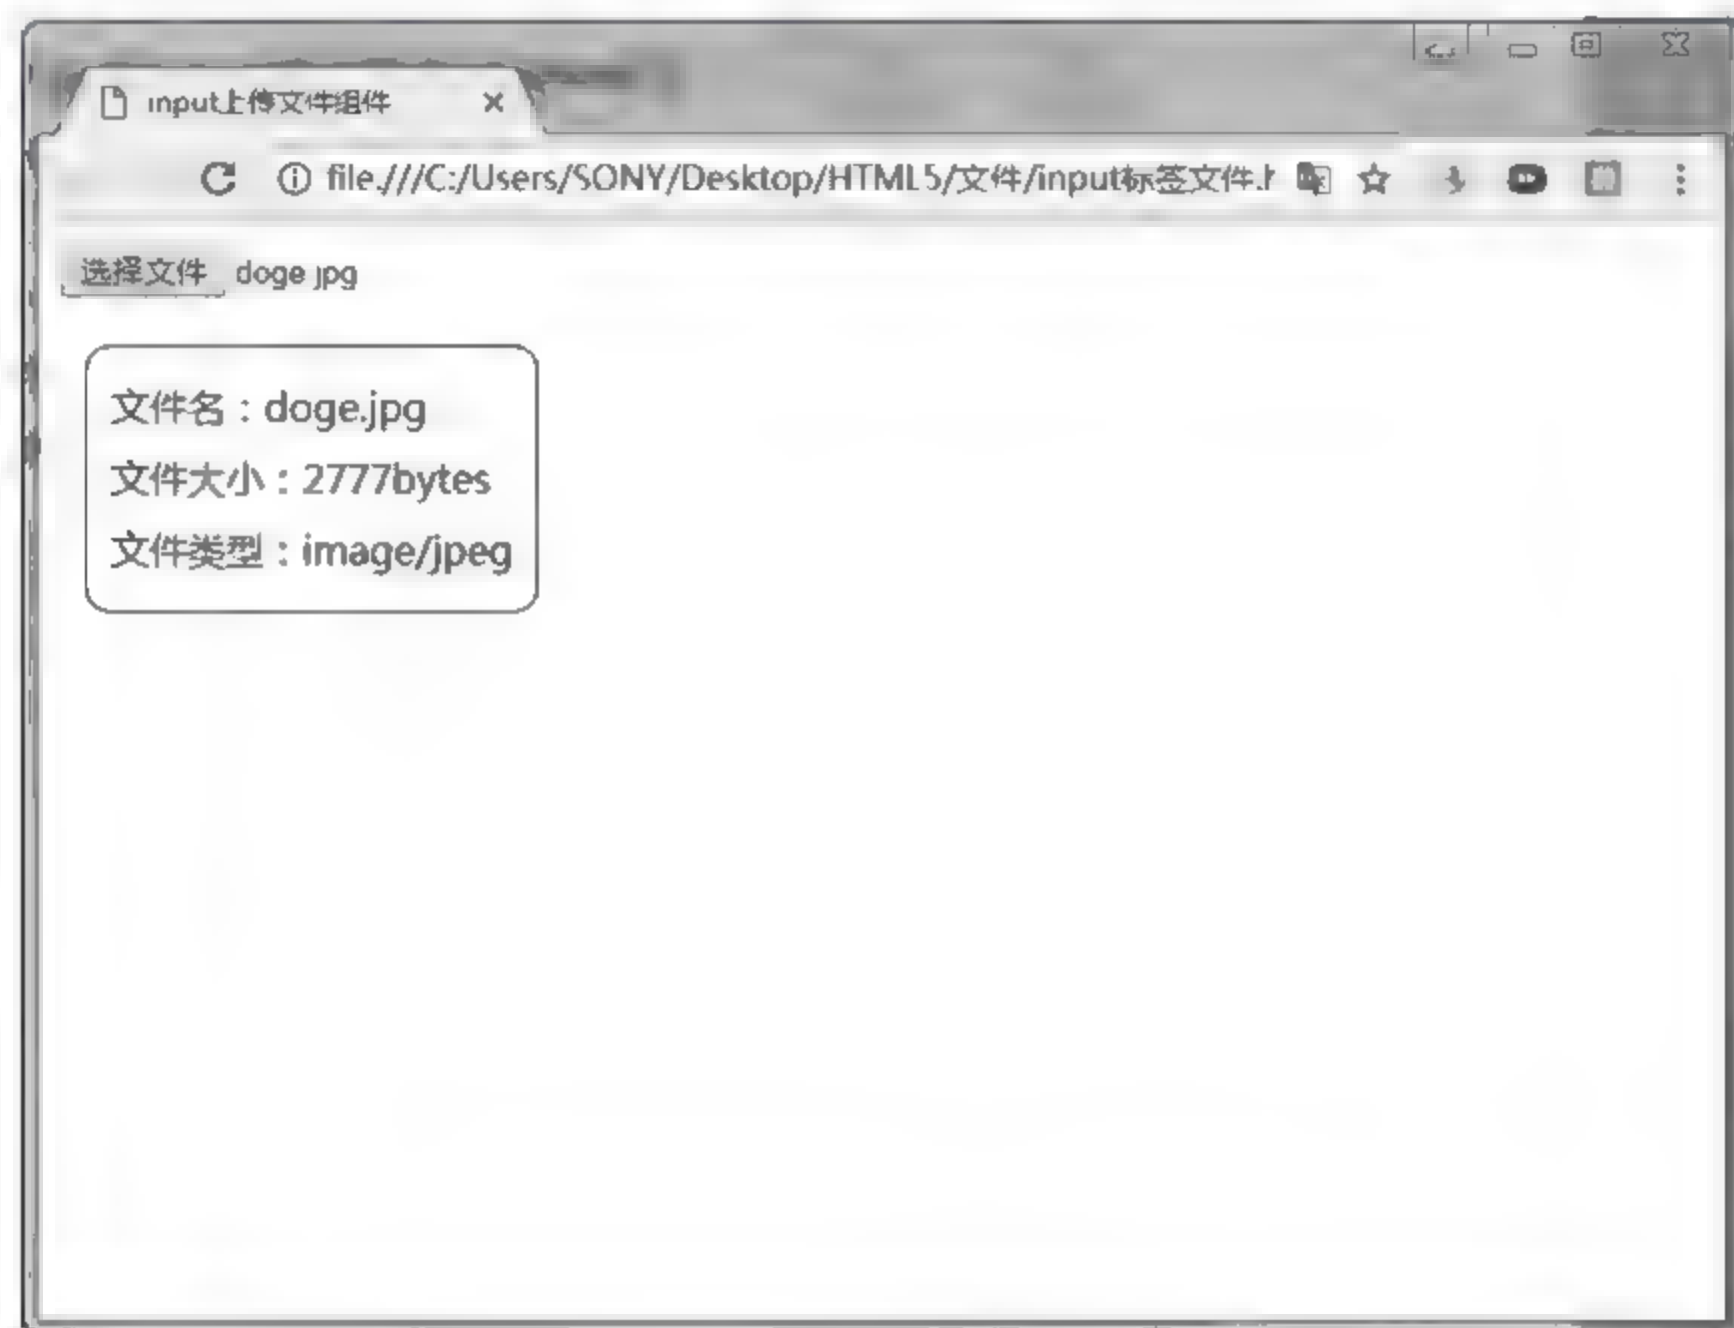 input上传文件组件
file:///C:/Users/SONY/Desktop/HTML5/文件/input标签文件.h
选择文件 doge.jpg
文件名：doge.jpg
文件大小：2777bytes
文件类型：image/jpeg